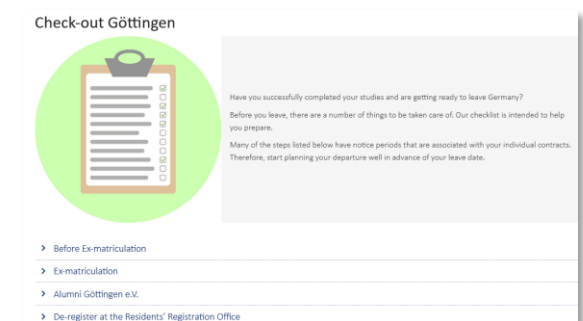 Check-out Göttingen
Have you successfully completed your studies and are getting ready to leave Germany?
Before you leave, there are a number of things to be taken care of. Our checklist is intended to help
you prepare.
Many of the steps listed below have notice periods that are associated with your individual contracts.
Therefore, start planning your departure well in advance of your leave date.
> Before Ex-matriculation
> Ex-matriculation
> Alumni Göttingen e.V.
> De-register at the Residents' Registration Office